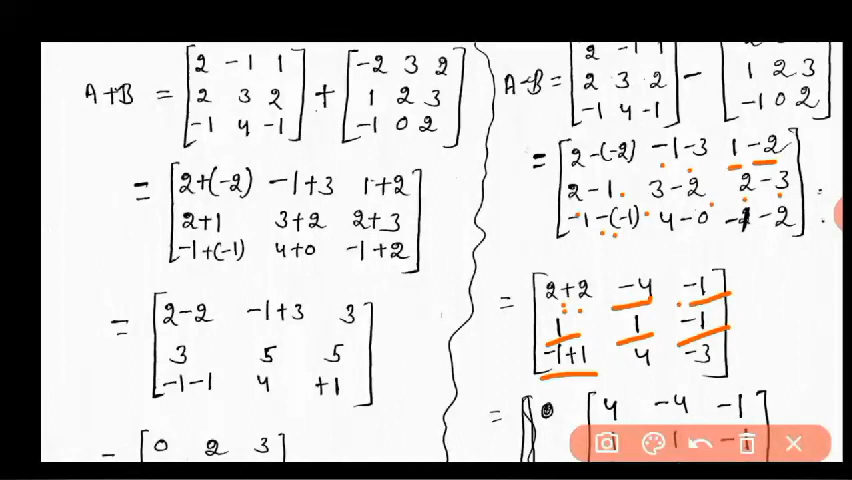 A+B = [ 2 -1 1 ] + [ -2 3 2 ]
[ 2 3 2 ] [ 1 2 3 ]
[ -1 4 -1 ] [ -1 0 2 ]
= [ 2+(-2) -1+3 1+2 ]
[ 2+1 3+2 2+3 ]
[ -1+(-1) 4+0 -1+2 ]
= [ 2-2 -1+3 3 ]
[ 3 5 5 ]
[ -1-1 4 +1 ]
= [ 0 2 3 ]
[ 2 -1 1 ]
A-B = [ 2 3 2 ] - [ 1 2 3 ]
[ -1 4 -1 ] [ -1 0 2 ]
= [ 2-(-2) -1-3 1-2 ]
[ 2-1 3-2 2-3 ]
[ -1-(-1) 4-0 -1-2 ]
= [ 2+2 -4 -1 ]
[ 1 1 -1 ]
[ -1+1 4 -3 ]
= [ 4 -4 -1 ]
[ 1 1 -1 ]